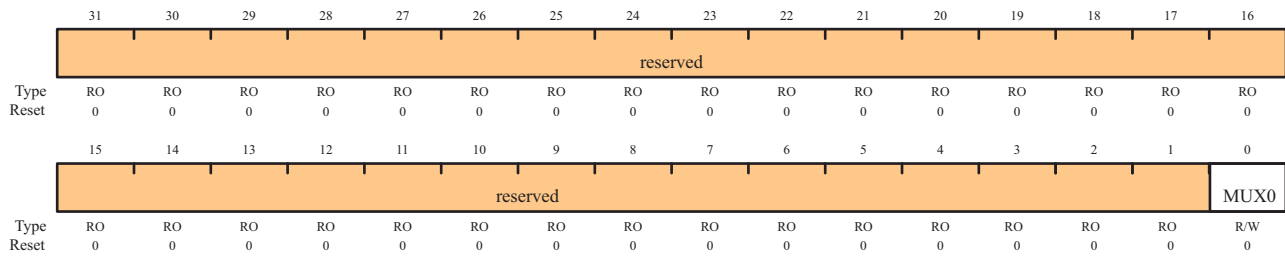 31 30 29 28 27 26 25 24 23 22 21 20 19 18 17 16
reserved
Type RO RO RO RO RO RO RO RO RO RO RO RO RO RO RO RO
Reset 0 0 0 0 0 0 0 0 0 0 0 0 0 0 0 0
15 14 13 12 11 10 9 8 7 6 5 4 3 2 1 0
reserved MUX0
Type RO RO RO RO RO RO RO RO RO RO RO RO RO RO RO R/W
Reset 0 0 0 0 0 0 0 0 0 0 0 0 0 0 0 0